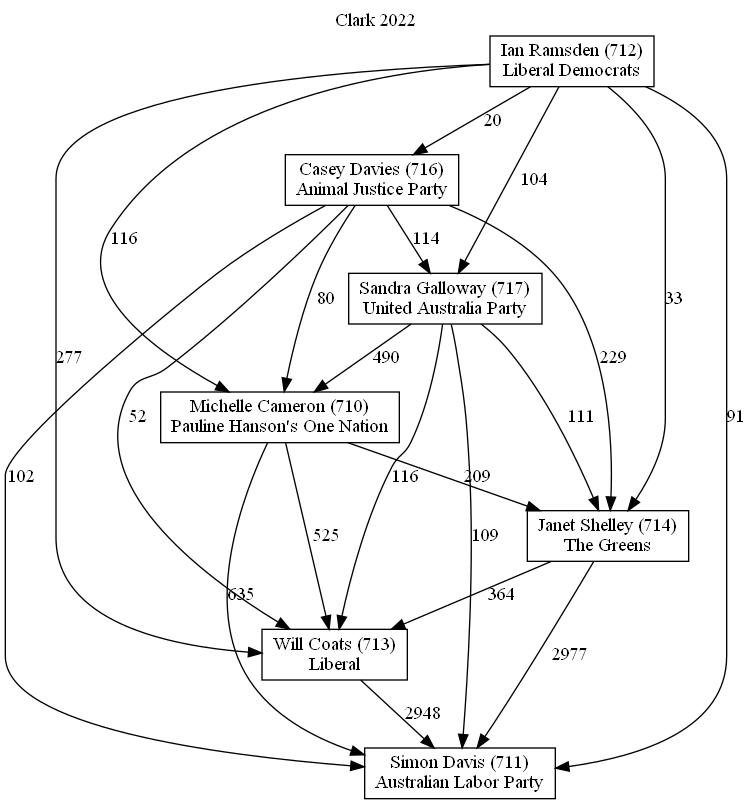 Clark 2022
Ian Ramsden (712)
Liberal Democrats
20
Casey Davies (716)
Animal Justice Party
104
116
114
Sandra Galloway (717)
United Australia Party
80
33
277
490
229
Michelle Cameron (710)
Pauline Hanson's One Nation
52
111
91
102
116
209
Janet Shelley (714)
The Greens
525
109
635
364
Will Coats (713)
Liberal
2977
2948
Simon Davis (711)
Australian Labor Party